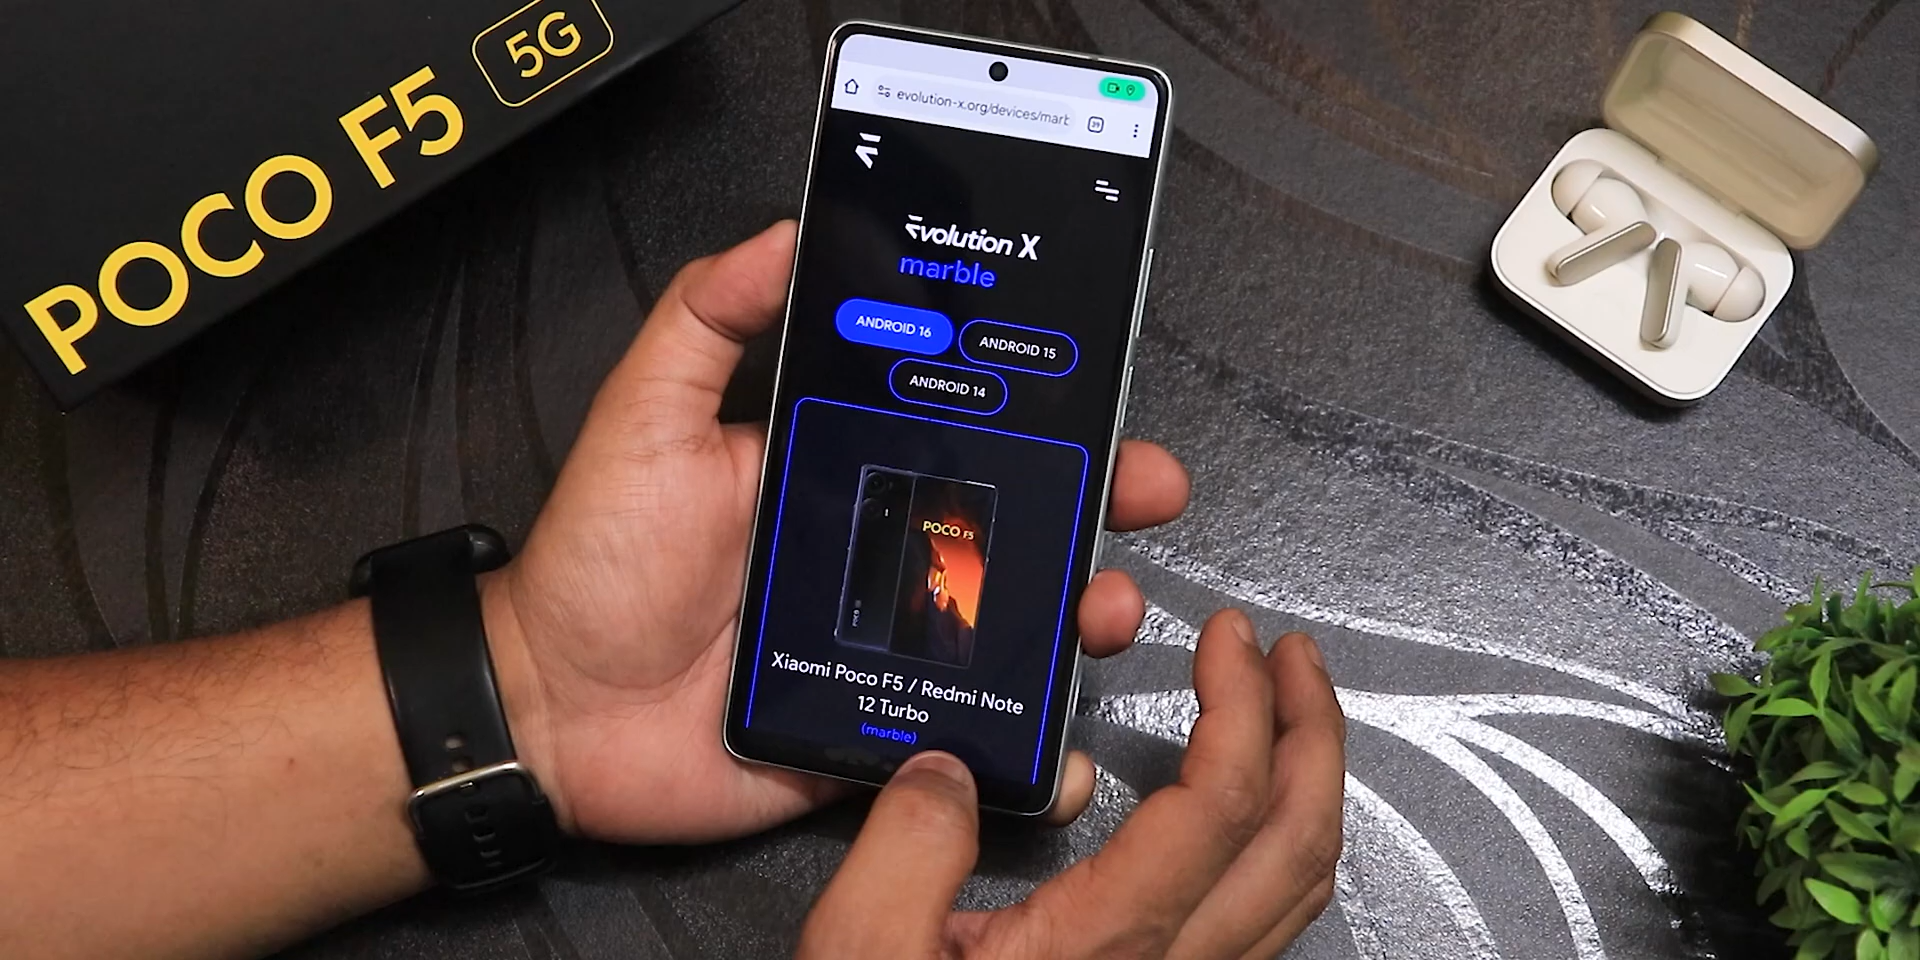 POCO F5 5G
evolution-x.org/devices/marb
39
Evolution X
marble
ANDROID 16
ANDROID 15
ANDROID 14
POCO F5
Xiaomi Poco F5 / Redmi Note
12 Turbo
(marble)